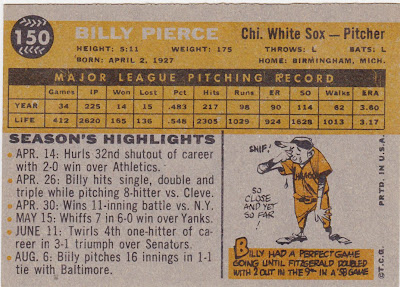 150
BILLY PIERCE
Chi. White Sox — Pitcher
HEIGHT: 5:11 WEIGHT: 175 THROWS: L BATS: L
BORN: APRIL 2, 1927 HOME: BIRMINGHAM, MICH.
MAJOR LEAGUE PITCHING RECORD
Games IP Won Lost Pct. Hits Runs ER SO Walks ERA
YEAR 34 225 14 15 .483 217 98 90 114 62 3.60
LIFE 412 2620 165 136 .548 2305 1029 924 1628 1013 3.17
SEASON'S HIGHLIGHTS
• APR. 14: Hurls 32nd shutout of career
with 2-0 win over Athletics.
• APR. 26: Billy hits single, double and
triple while pitching 8-hitter vs. Cleve.
• APR. 30: Wins 11-inning battle vs. N.Y.
• MAY 15: Whiffs 7 in 6-0 win over Yanks.
• JUNE 11: Twirls 4th one-hitter of ca-
reer in 3-1 triumph over Senators.
• AUG. 6: Billy pitches 16 innings in 1-1
tie with Baltimore.
SNIF!
SO
CLOSE
AND YET
SO FAR!
BILLY HAD A PERFECT GAME
GOING UNTIL FITZGERALD DOUBLED
WITH 2 OUT IN THE 9TH IN A '58 GAME
©T.C.G. PRTD. IN U.S.A.